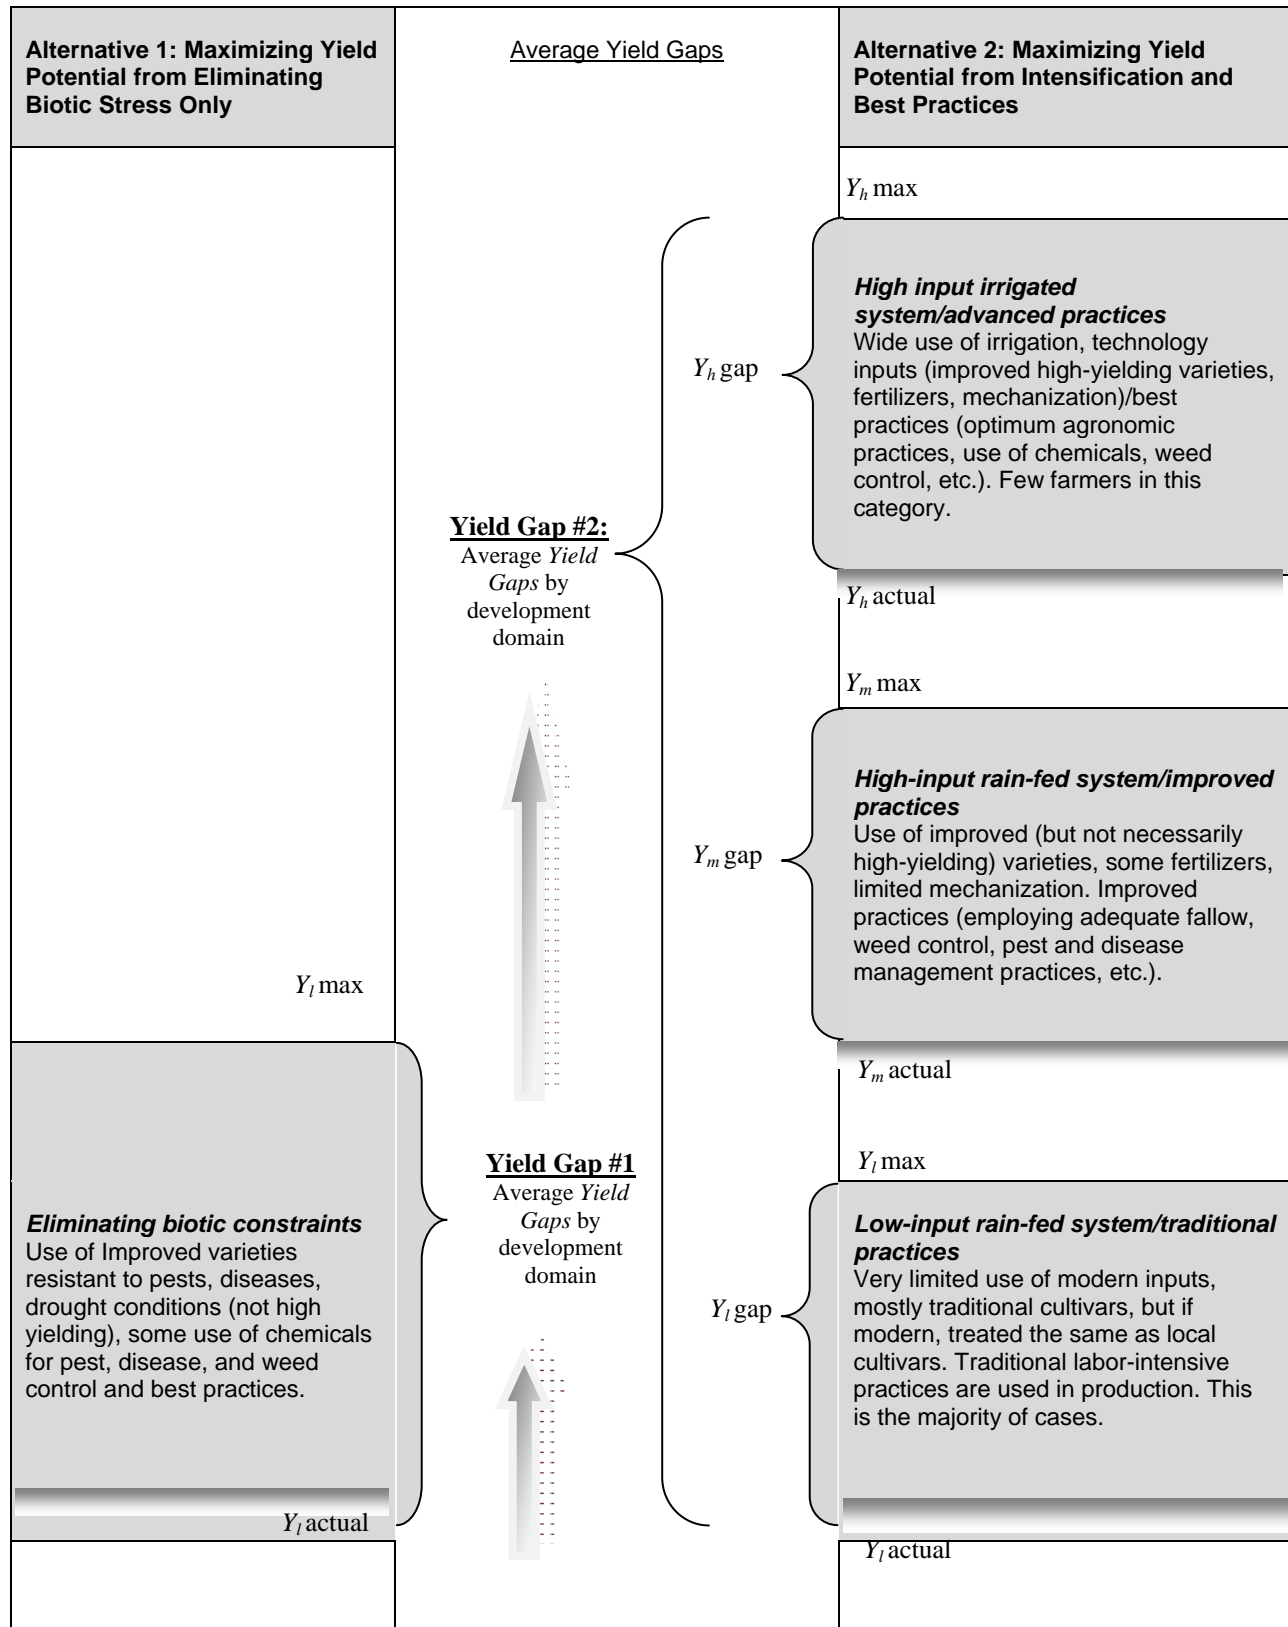 Alternative 1: Maximizing Yield
Potential from Eliminating
Biotic Stress Only
Average Yield Gaps
Alternative 2: Maximizing Yield
Potential from Intensification and
Best Practices
Yh max
High input irrigated
system/advanced practices
Wide use of irrigation, technology
inputs (improved high-yielding varieties,
fertilizers, mechanization)/best
practices (optimum agronomic
practices, use of chemicals, weed
control, etc.). Few farmers in this
category.
Yh gap
Yield Gap #2:
Average Yield
Gaps by
development
domain
Yh actual
Ym max
High-input rain-fed system/improved
practices
Use of improved (but not necessarily
high-yielding) varieties, some fertilizers,
limited mechanization. Improved
practices (employing adequate fallow,
weed control, pest and disease
management practices, etc.).
Ym gap
Yl max
Ym actual
Yield Gap #1
Average Yield
Gaps by
development
domain
Yl max
Eliminating biotic constraints
Use of Improved varieties
resistant to pests, diseases,
drought conditions (not high
yielding), some use of chemicals
for pest, disease, and weed
control and best practices.
Yl gap
Low-input rain-fed system/traditional
practices
Very limited use of modern inputs,
mostly traditional cultivars, but if
modern, treated the same as local
cultivars. Traditional labor-intensive
practices are used in production. This
is the majority of cases.
Yl actual
Yl actual